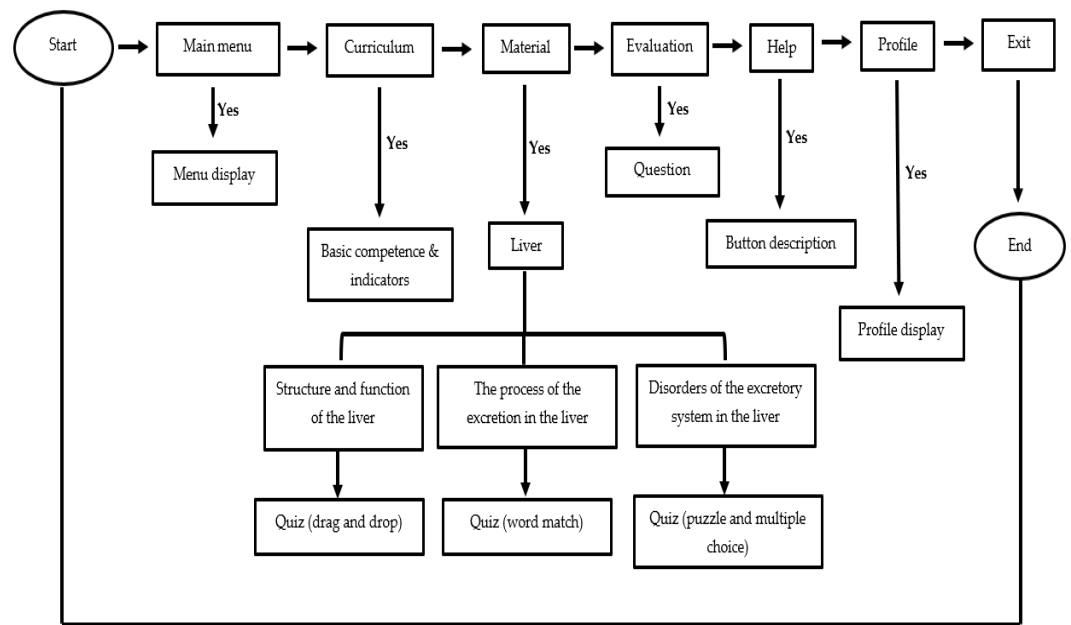 Start
Main menu
Curriculum
Material
Evaluation
Help
Profile
Exit
Yes
Yes
Yes
Yes
Yes
Yes
Menu display
Basic competence &
indicators
Liver
Question
Button description
Profile display
End
Structure and function
of the liver
The process of the
excretion in the liver
Disorders of the excretory
system in the liver
Quiz (drag and drop)
Quiz (word match)
Quiz (puzzle and multiple
choice)